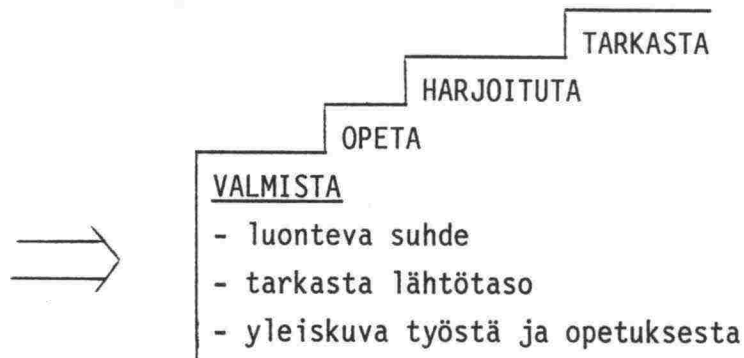 TARKASTA
HARJOITUTA
OPETA
VALMISTA
- luonteva suhde
- tarkasta lähtötaso
- yleiskuva työstä ja opetuksesta